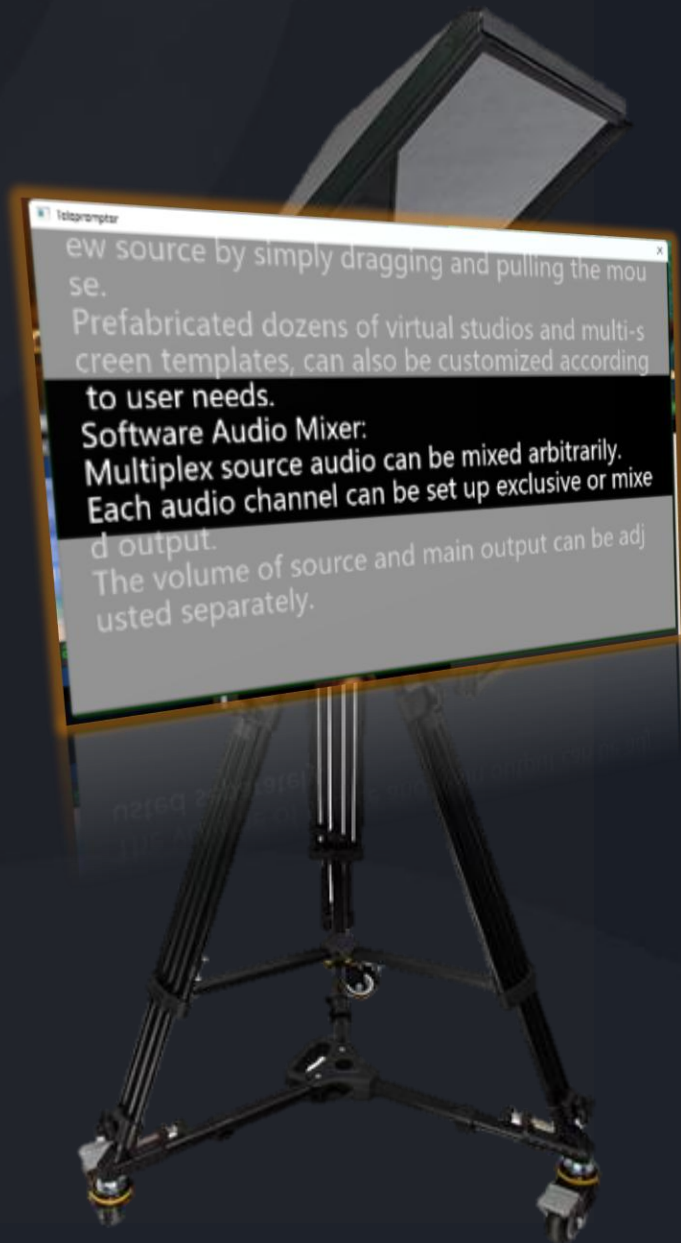 Teleprompter
ew source by simply dragging and pulling the mou
se.
Prefabricated dozens of virtual studios and multi-s
creen templates, can also be customized according
to user needs.
Software Audio Mixer:
Multiplex source audio can be mixed arbitrarily.
Each audio channel can be set up exclusive or mixe
d output.
The volume of source and main output can be adj
usted separately.